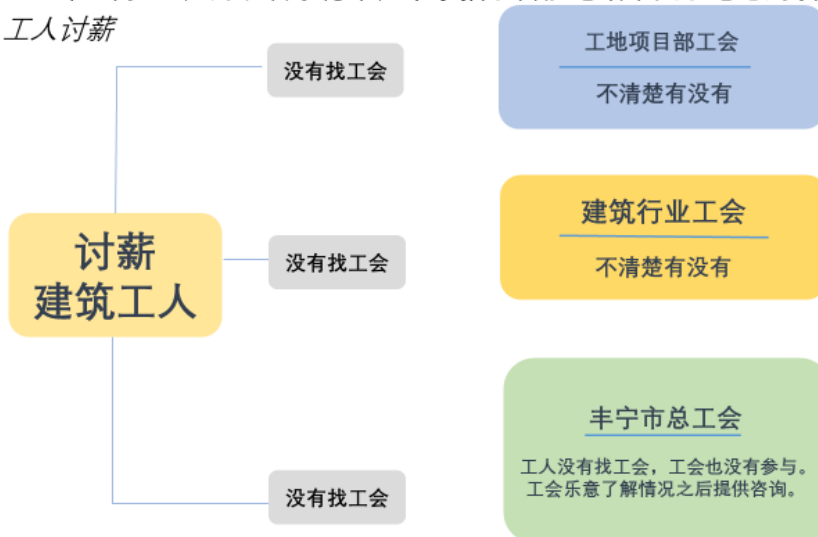 工人讨薪
没有找工会
工地项目部工会
不清楚有没有
讨薪
建筑工人
没有找工会
建筑行业工会
不清楚有没有
没有找工会
丰宁市总工会
工人没有找工会，工会也没有参与。
工会乐意了解情况之后提供咨询。